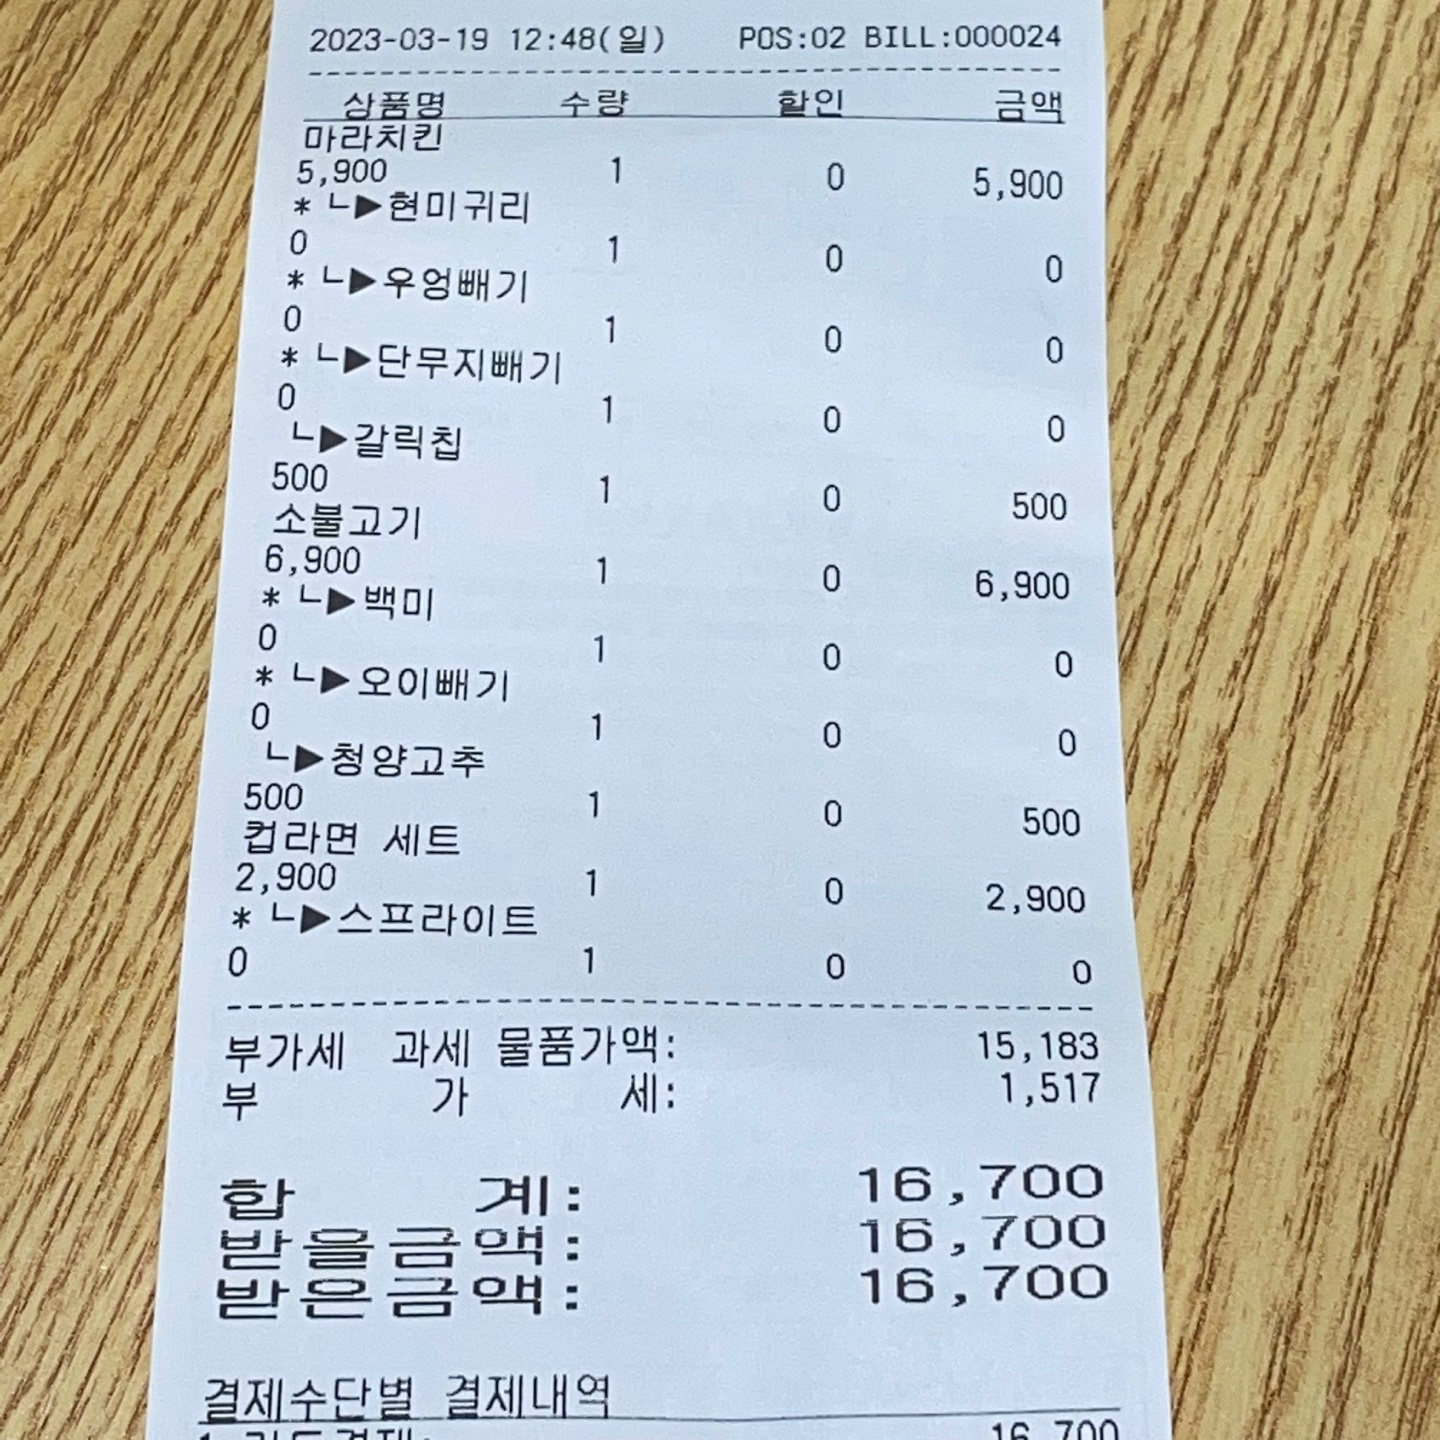 2023-03-19 12:48(일) POS:02 BILL:000024
상품명 수량 할인 금액
마라치킨
5,900 1 0 5,900
* ㄴ▶현미귀리
0 1 0 0
* ㄴ▶우엉빼기
0 1 0 0
* ㄴ▶단무지빼기
0 1 0 0
ㄴ▶갈릭칩
500 1 0 500
소불고기
6,900 1 0 6,900
* ㄴ▶백미
0 1 0 0
* ㄴ▶오이빼기
0 1 0 0
ㄴ▶청양고추
500 1 0 500
컵라면 세트
2,900 1 0 2,900
* ㄴ▶스프라이트
0 1 0 0
부가세 과세 물품가액: 15,183
부 가 세: 1,517
합 계: 16,700
받을금액: 16,700
받은금액: 16,700
결제수단별 결제내역
16,700